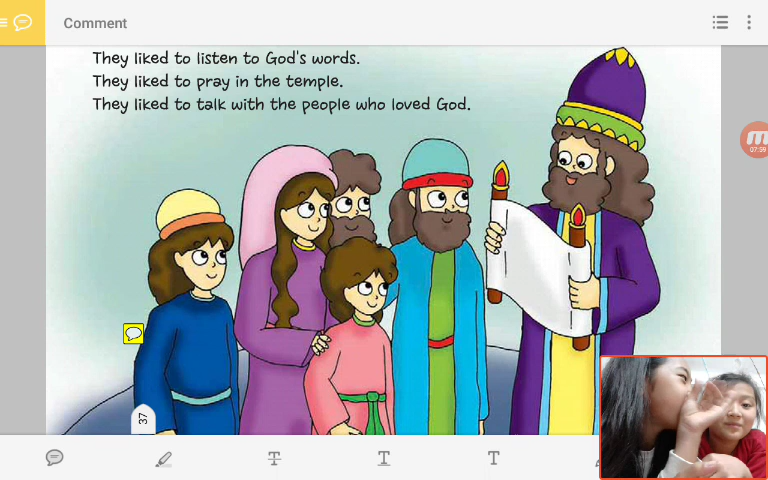 Comment
They liked to listen to God's words.
They liked to pray in the temple.
They liked to talk with the people who loved God.
07:59
37
T
T
T